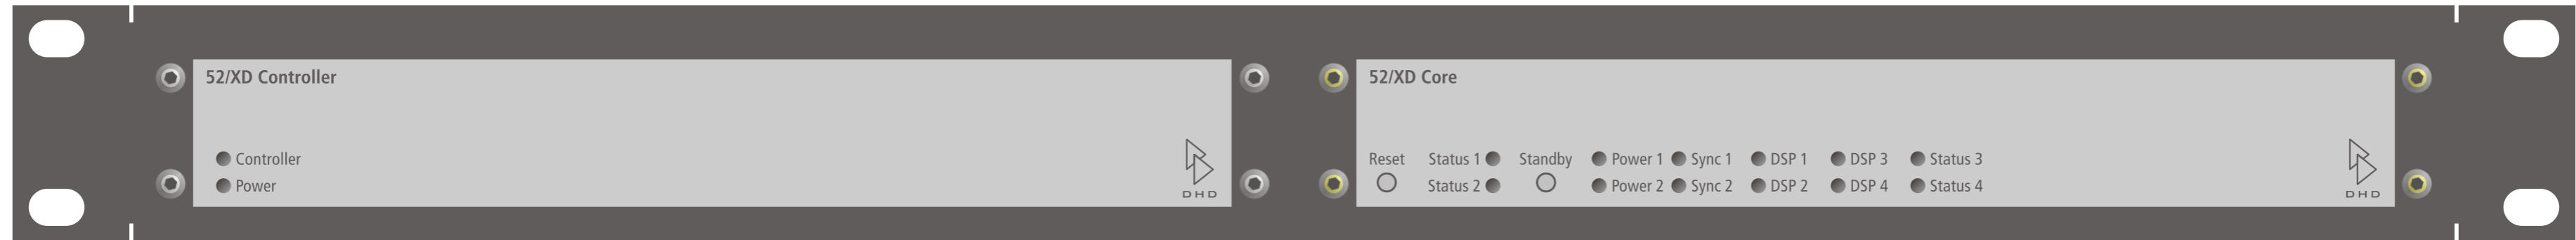 52/XD Controller
Controller
Power
DHD
52/XD Core
Reset Status 1 Standby Power 1 Sync 1 DSP 1 DSP 3 Status 3
Status 2 Power 2 Sync 2 DSP 2 DSP 4 Status 4
DHD